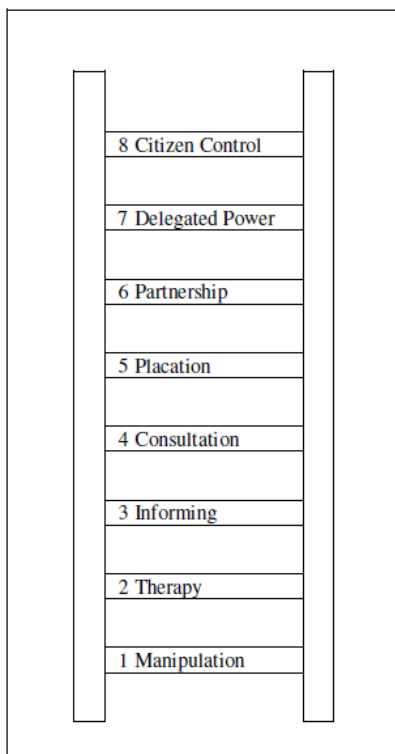 8 Citizen Control
7 Delegated Power
6 Partnership
5 Placation
4 Consultation
3 Informing
2 Therapy
1 Manipulation